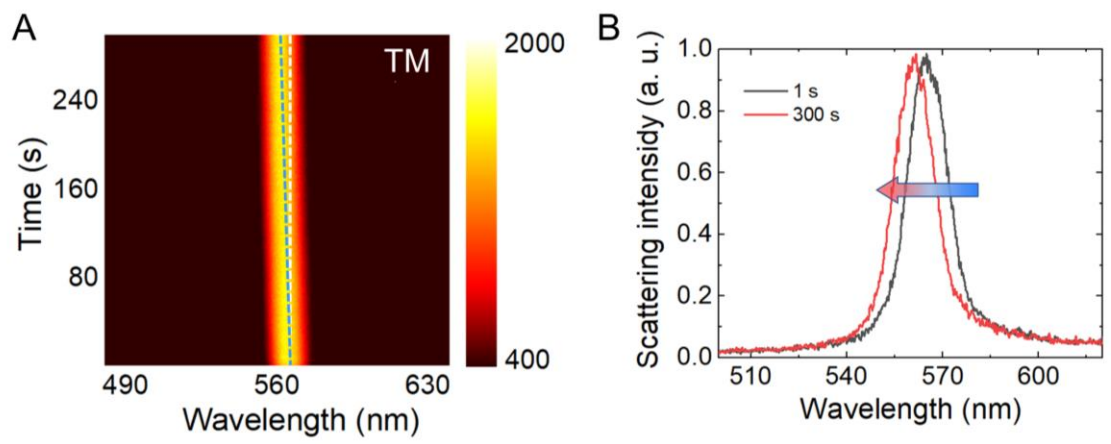 A
TM
240
160
80
Time (s)
490
560
630
Wavelength (nm)
2000
400
B
1.0
0.8
0.6
0.4
0.2
0.0
Scattering intensidy (a. u.)
1 s
300 s
510
540
570
600
Wavelength (nm)